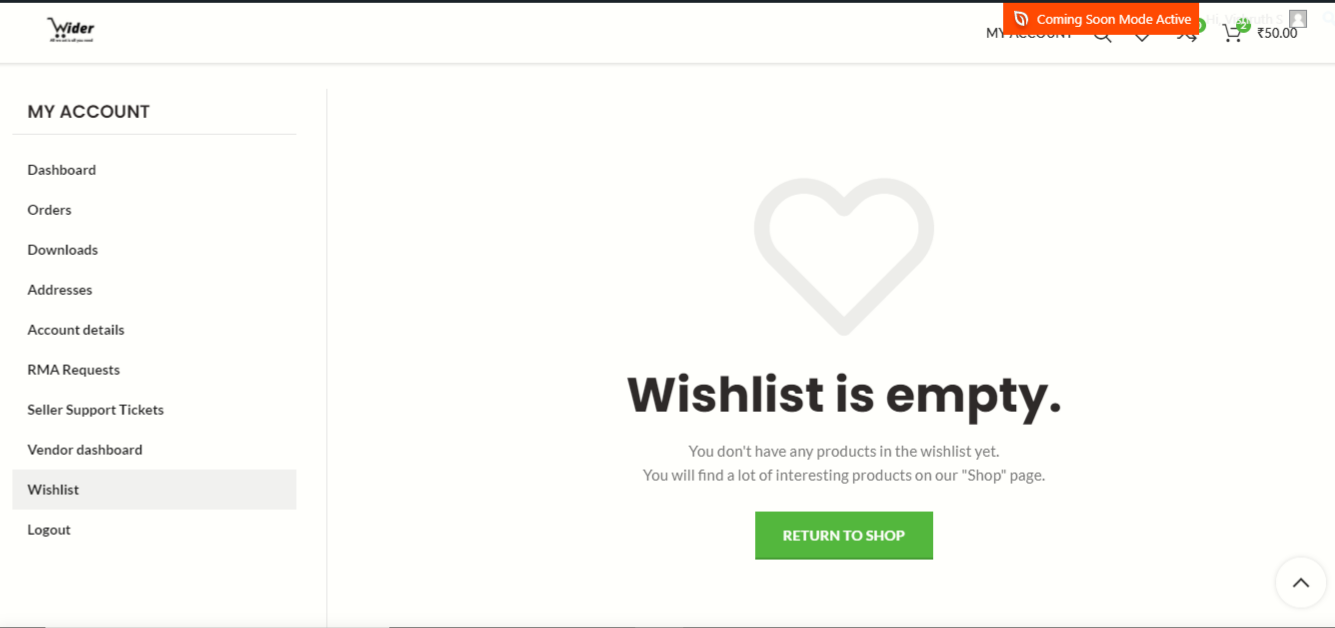 Wider
Coming Soon Mode Active
MY ACCOUNT
2
₹50.00
MY ACCOUNT
Dashboard
Orders
Downloads
Addresses
Account details
RMA Requests
Seller Support Tickets
Vendor dashboard
Wishlist
Logout
Wishlist is empty.
You don't have any products in the wishlist yet.
You will find a lot of interesting products on our "Shop" page.
RETURN TO SHOP